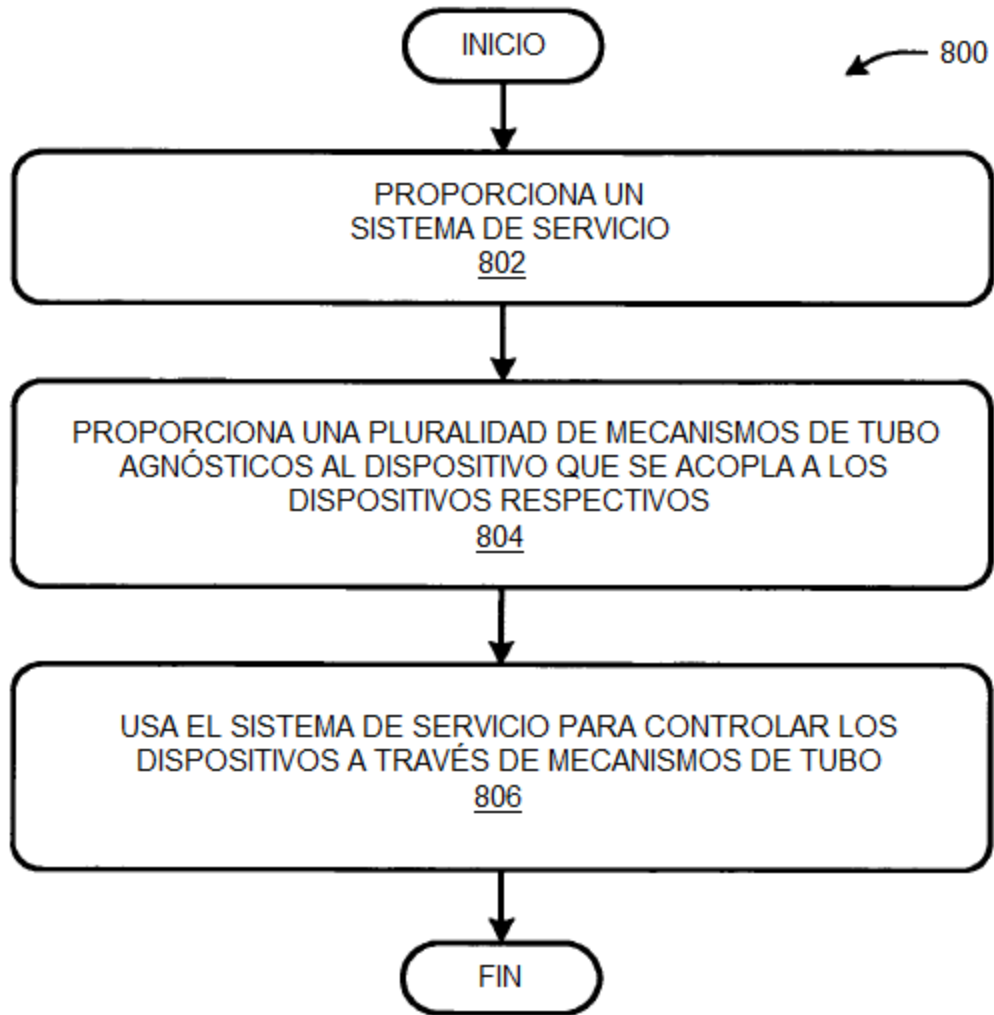 INICIO
800
PROPORCIONA UN
SISTEMA DE SERVICIO
802
PROPORCIONA UNA PLURALIDAD DE MECANISMOS DE TUBO
AGNÓSTICOS AL DISPOSITIVO QUE SE ACOPLA A LOS
DISPOSITIVOS RESPECTIVOS
804
USA EL SISTEMA DE SERVICIO PARA CONTROLAR LOS
DISPOSITIVOS A TRAVÉS DE MECANISMOS DE TUBO
806
FIN